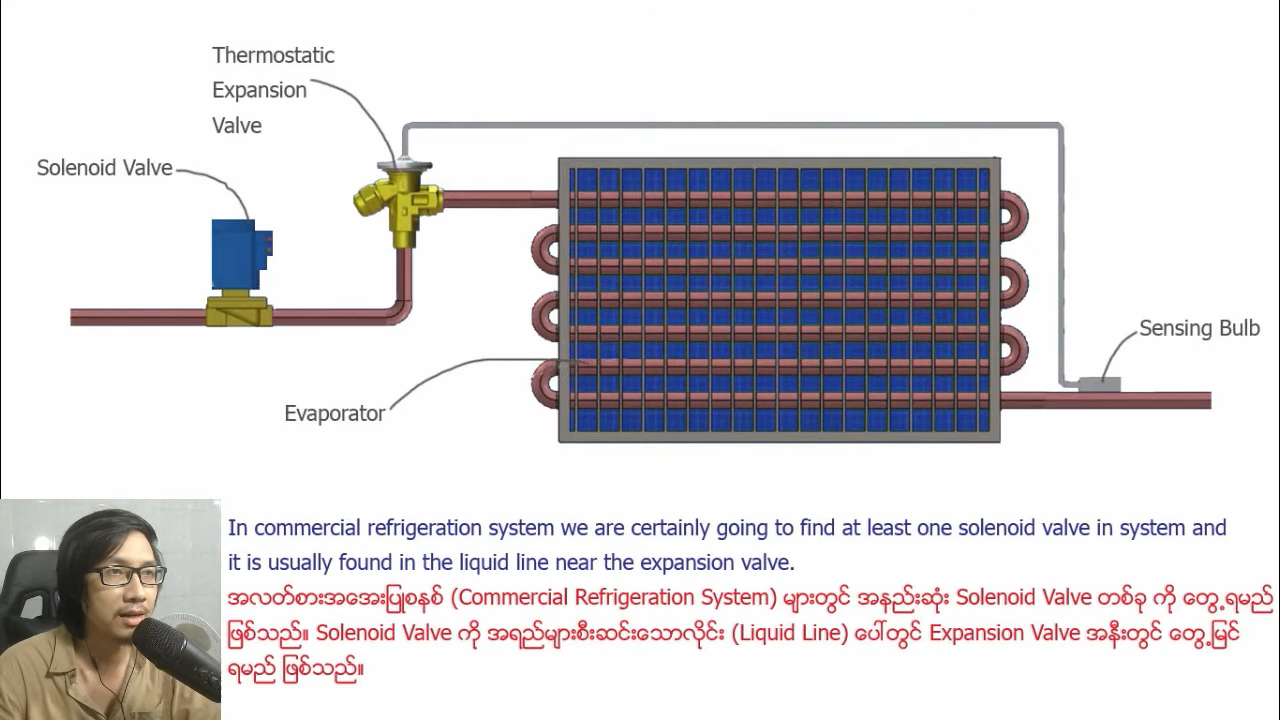 Thermostatic
Expansion
Valve
Solenoid Valve
Sensing Bulb
Evaporator
In commercial refrigeration system we are certainly going to find at least one solenoid valve in system and
it is usually found in the liquid line near the expansion valve.
အလတ်စားအအေးပြုစနစ် (Commercial Refrigeration System) များတွင် အနည်းဆုံး Solenoid Valve တစ်ခု ကို တွေ့ရမည်
ဖြစ်သည်။ Solenoid Valve ကို အရည်များစီးဆင်းသောလိုင်း (Liquid Line) ပေါ်တွင် Expansion Valve အနီးတွင် တွေ့မြင်
ရမည် ဖြစ်သည်။